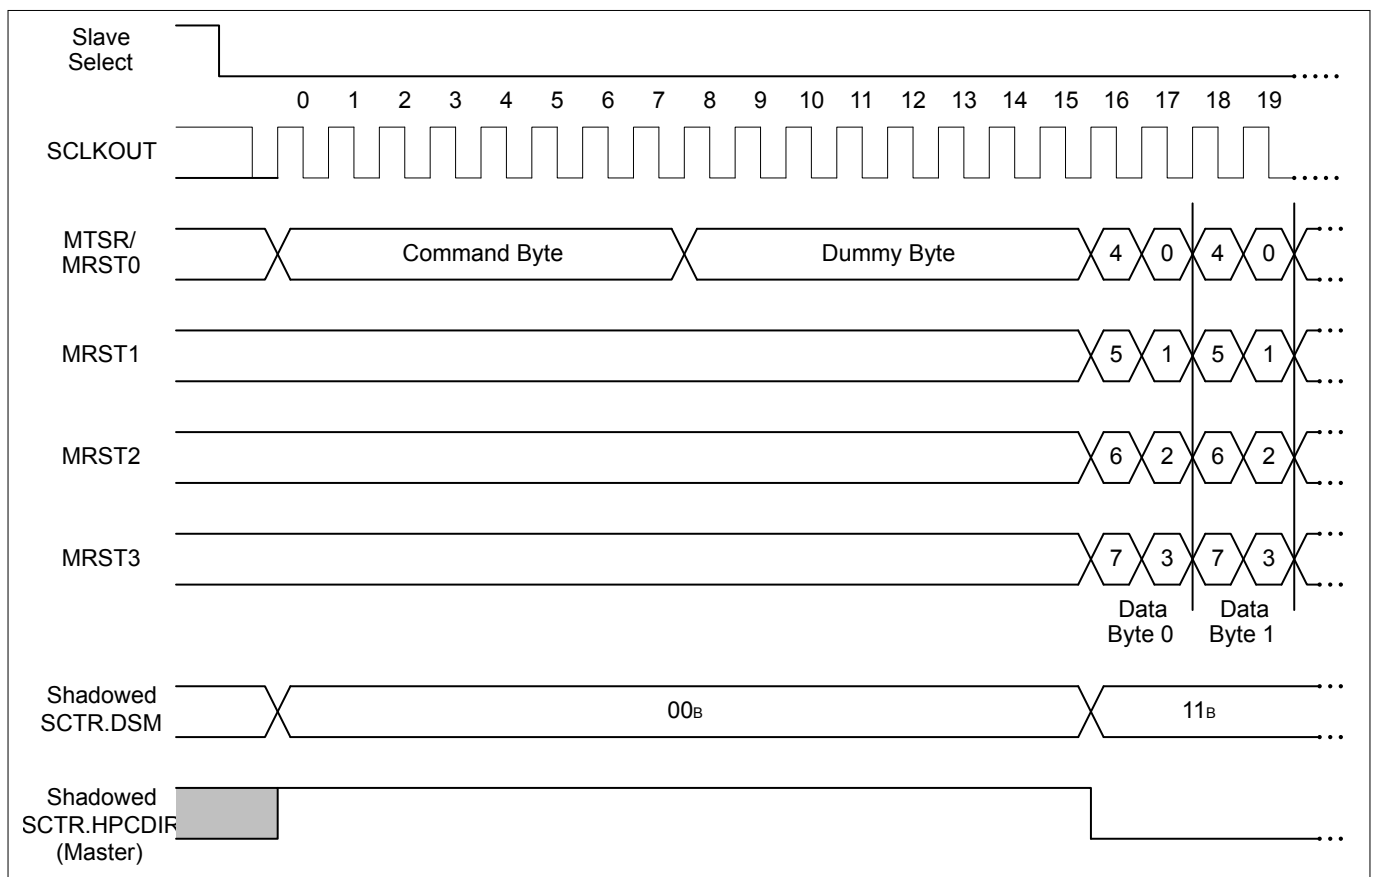 Slave
Select
0 1 2 3 4 5 6 7 8 9 10 11 12 13 14 15 16 17 18 19
SCLKOUT
MTSR/
MRST0
Command Byte Dummy Byte 4 0 4 0
MRST1 5 1 5 1
MRST2 6 2 6 2
MRST3 7 3 7 3
Data
Byte 0
Data
Byte 1
Shadowed
SCTR.DSM
00B 11B
Shadowed
SCTR.HPCDIR
(Master)